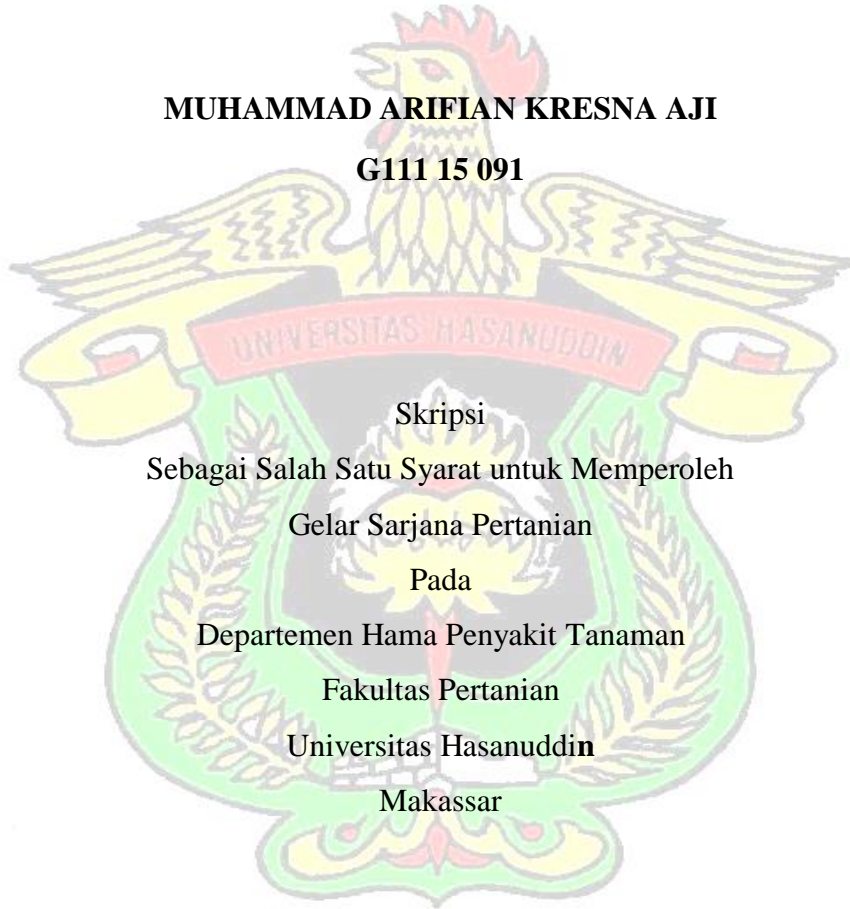 MUHAMMAD ARIFIAN KRESNA AJI
G111 15 091
UNIVERSITAS HASANUDDIN
Skripsi
Sebagai Salah Satu Syarat untuk Memperoleh
Gelar Sarjana Pertanian
Pada
Departemen Hama Penyakit Tanaman
Fakultas Pertanian
Universitas Hasanuddin
Makassar